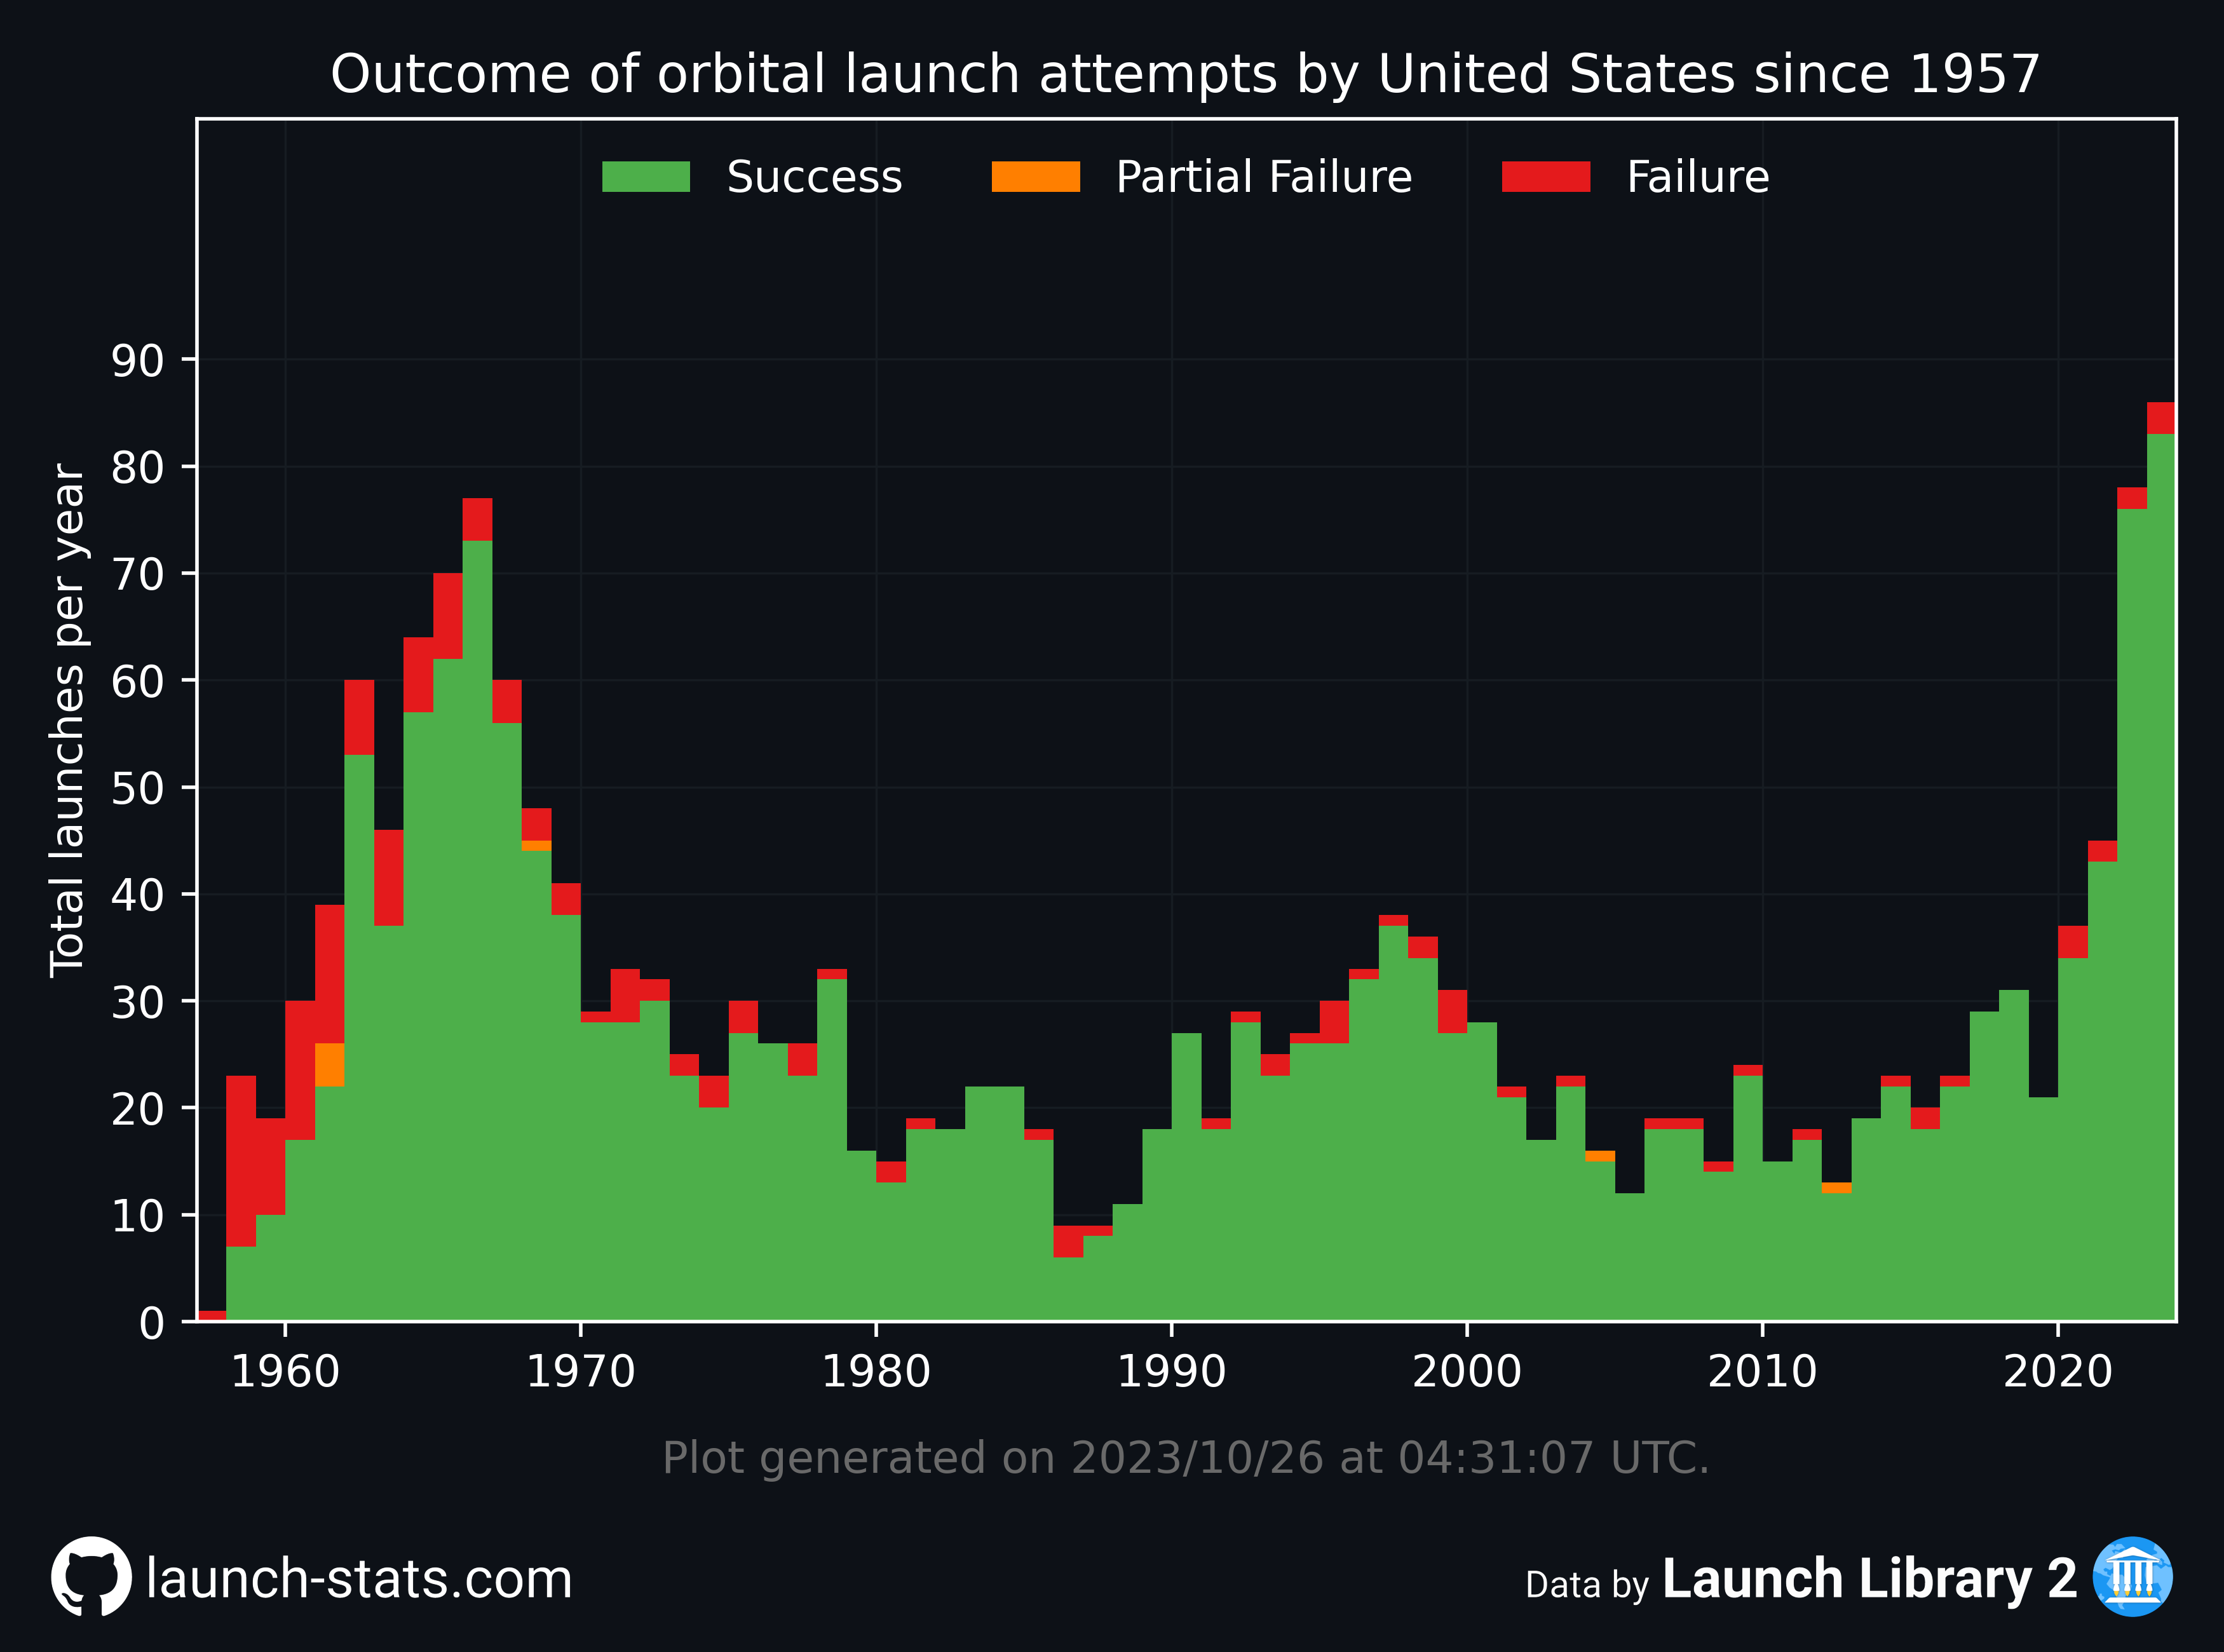 Outcome of orbital launch attempts by United States since 1957
Success Partial Failure Failure
Total launches per year
90
80
70
60
50
40
30
20
10
0
1960 1970 1980 1990 2000 2010 2020
Plot generated on 2023/10/26 at 04:31:07 UTC.
launch-stats.com
Data by Launch Library 2